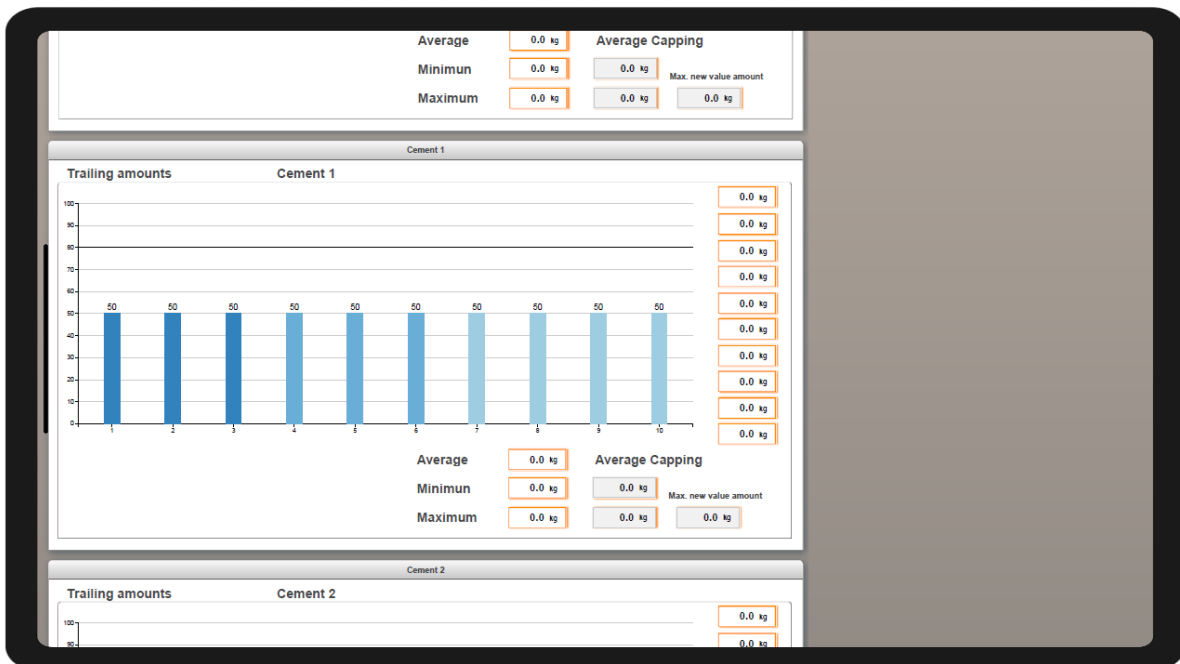 Average 0.0 kg Average Capping
Minimun 0.0 kg 0.0 kg Max. new value amount
Maximum 0.0 kg 0.0 kg 0.0 kg
Cement 1
Trailing amounts Cement 1
0.0 kg
100
0.0 kg
90
0.0 kg
80
70
0.0 kg
60
0.0 kg
50 50 50 50 50 50 50 50 50 50
50
0.0 kg
40
0.0 kg
30
0.0 kg
20
0.0 kg
10
0
0.0 kg
1 2 3 4 5 6 7 8 9 10
Average 0.0 kg Average Capping
Minimun 0.0 kg 0.0 kg Max. new value amount
Maximum 0.0 kg 0.0 kg 0.0 kg
Cement 2
Trailing amounts Cement 2
0.0 kg
100
90
0.0 kg